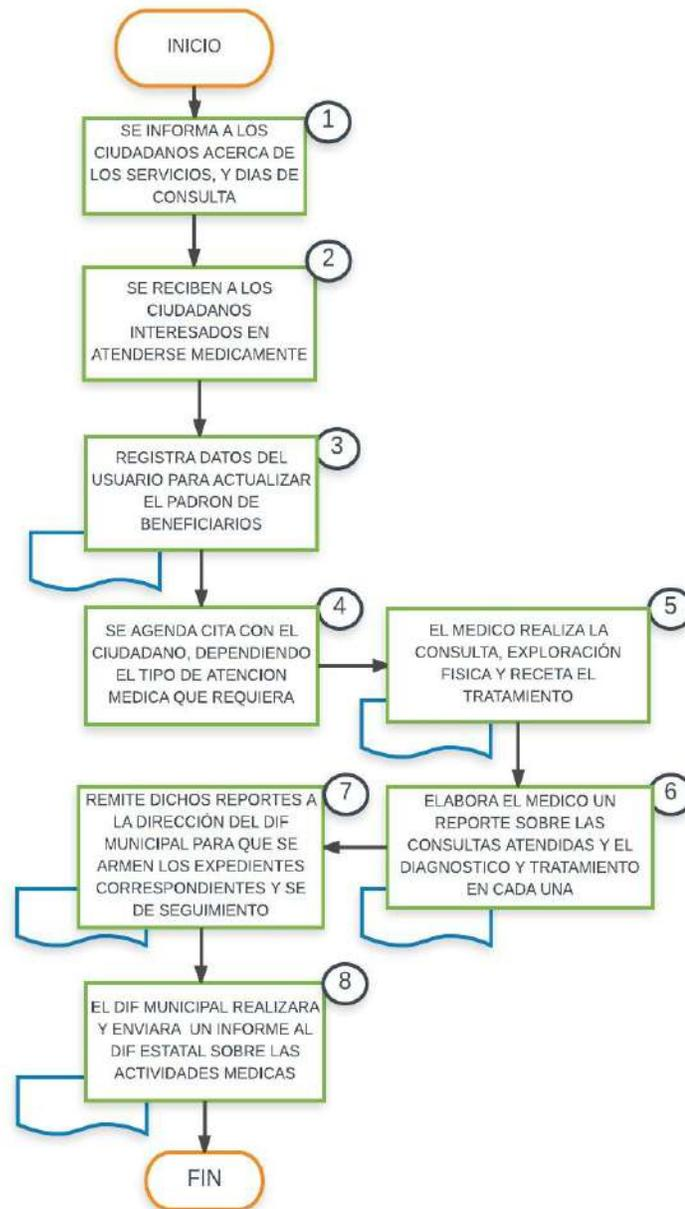 INICIO
1
SE INFORMA A LOS
CIUDADANOS ACERCA DE
LOS SERVICIOS, Y DIAS DE
CONSULTA
2
SE RECIBEN A LOS
CIUDADANOS
INTERESADOS EN
ATENDERSE MEDICAMENTE
3
REGISTRA DATOS DEL
USUARIO PARA ACTUALIZAR
EL PADRON DE
BENEFICIARIOS
4
SE AGENDA CITA CON EL
CIUDADANO, DEPENDIENDO
EL TIPO DE ATENCION
MEDICA QUE REQUIERA
5
EL MEDICO REALIZA LA
CONSULTA, EXPLORACIÓN
FISICA Y RECETA EL
TRATAMIENTO
6
ELABORA EL MEDICO UN
REPORTE SOBRE LAS
CONSULTAS ATENDIDAS Y EL
DIAGNOSTICO Y TRATAMIENTO
EN CADA UNA
7
REMITE DICHOS REPORTES A
LA DIRECCIÓN DEL DIF
MUNICIPAL PARA QUE SE
ARMEN LOS EXPEDIENTES
CORRESPONDIENTES Y SE
DE SEGUIMIENTO
8
EL DIF MUNICIPAL REALIZARA
Y ENVIARA UN INFORME AL
DIF ESTATAL SOBRE LAS
ACTIVIDADES MEDICAS
FIN